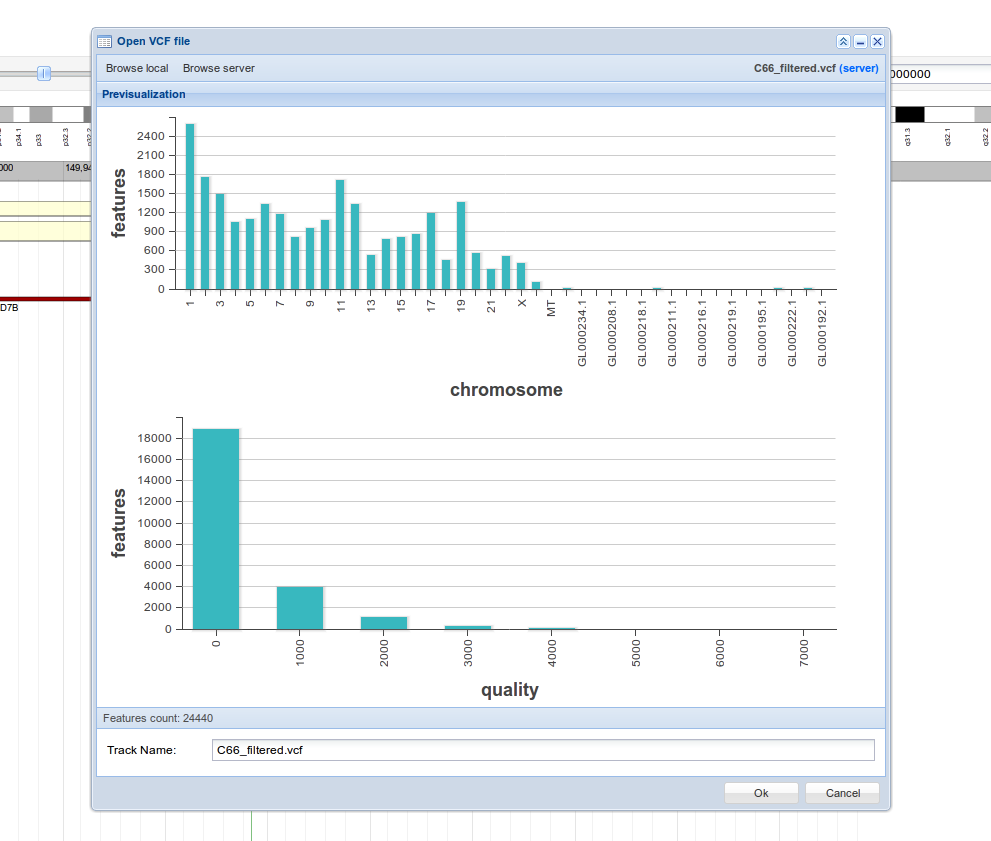 Open VCF file
Browse local Browse server C66_filtered.vcf (server)
000000
Previsualization
p34.1 p33 p32.3 q31.3 q32.1 q32.2
000 149,94
D7B
features
2400
2100
1800
1500
1200
900
600
300
0
1 3 5 7 9 11 13 15 17 19 21 X MT GL000234.1 GL000208.1 GL000218.1 GL000211.1 GL000216.1 GL000219.1 GL000195.1 GL000222.1 GL000192.1
chromosome
features
18000
16000
14000
12000
10000
8000
6000
4000
2000
0
0 1000 2000 3000 4000 5000 6000 7000
quality
Features count: 24440
Track Name: C66_filtered.vcf
Ok Cancel